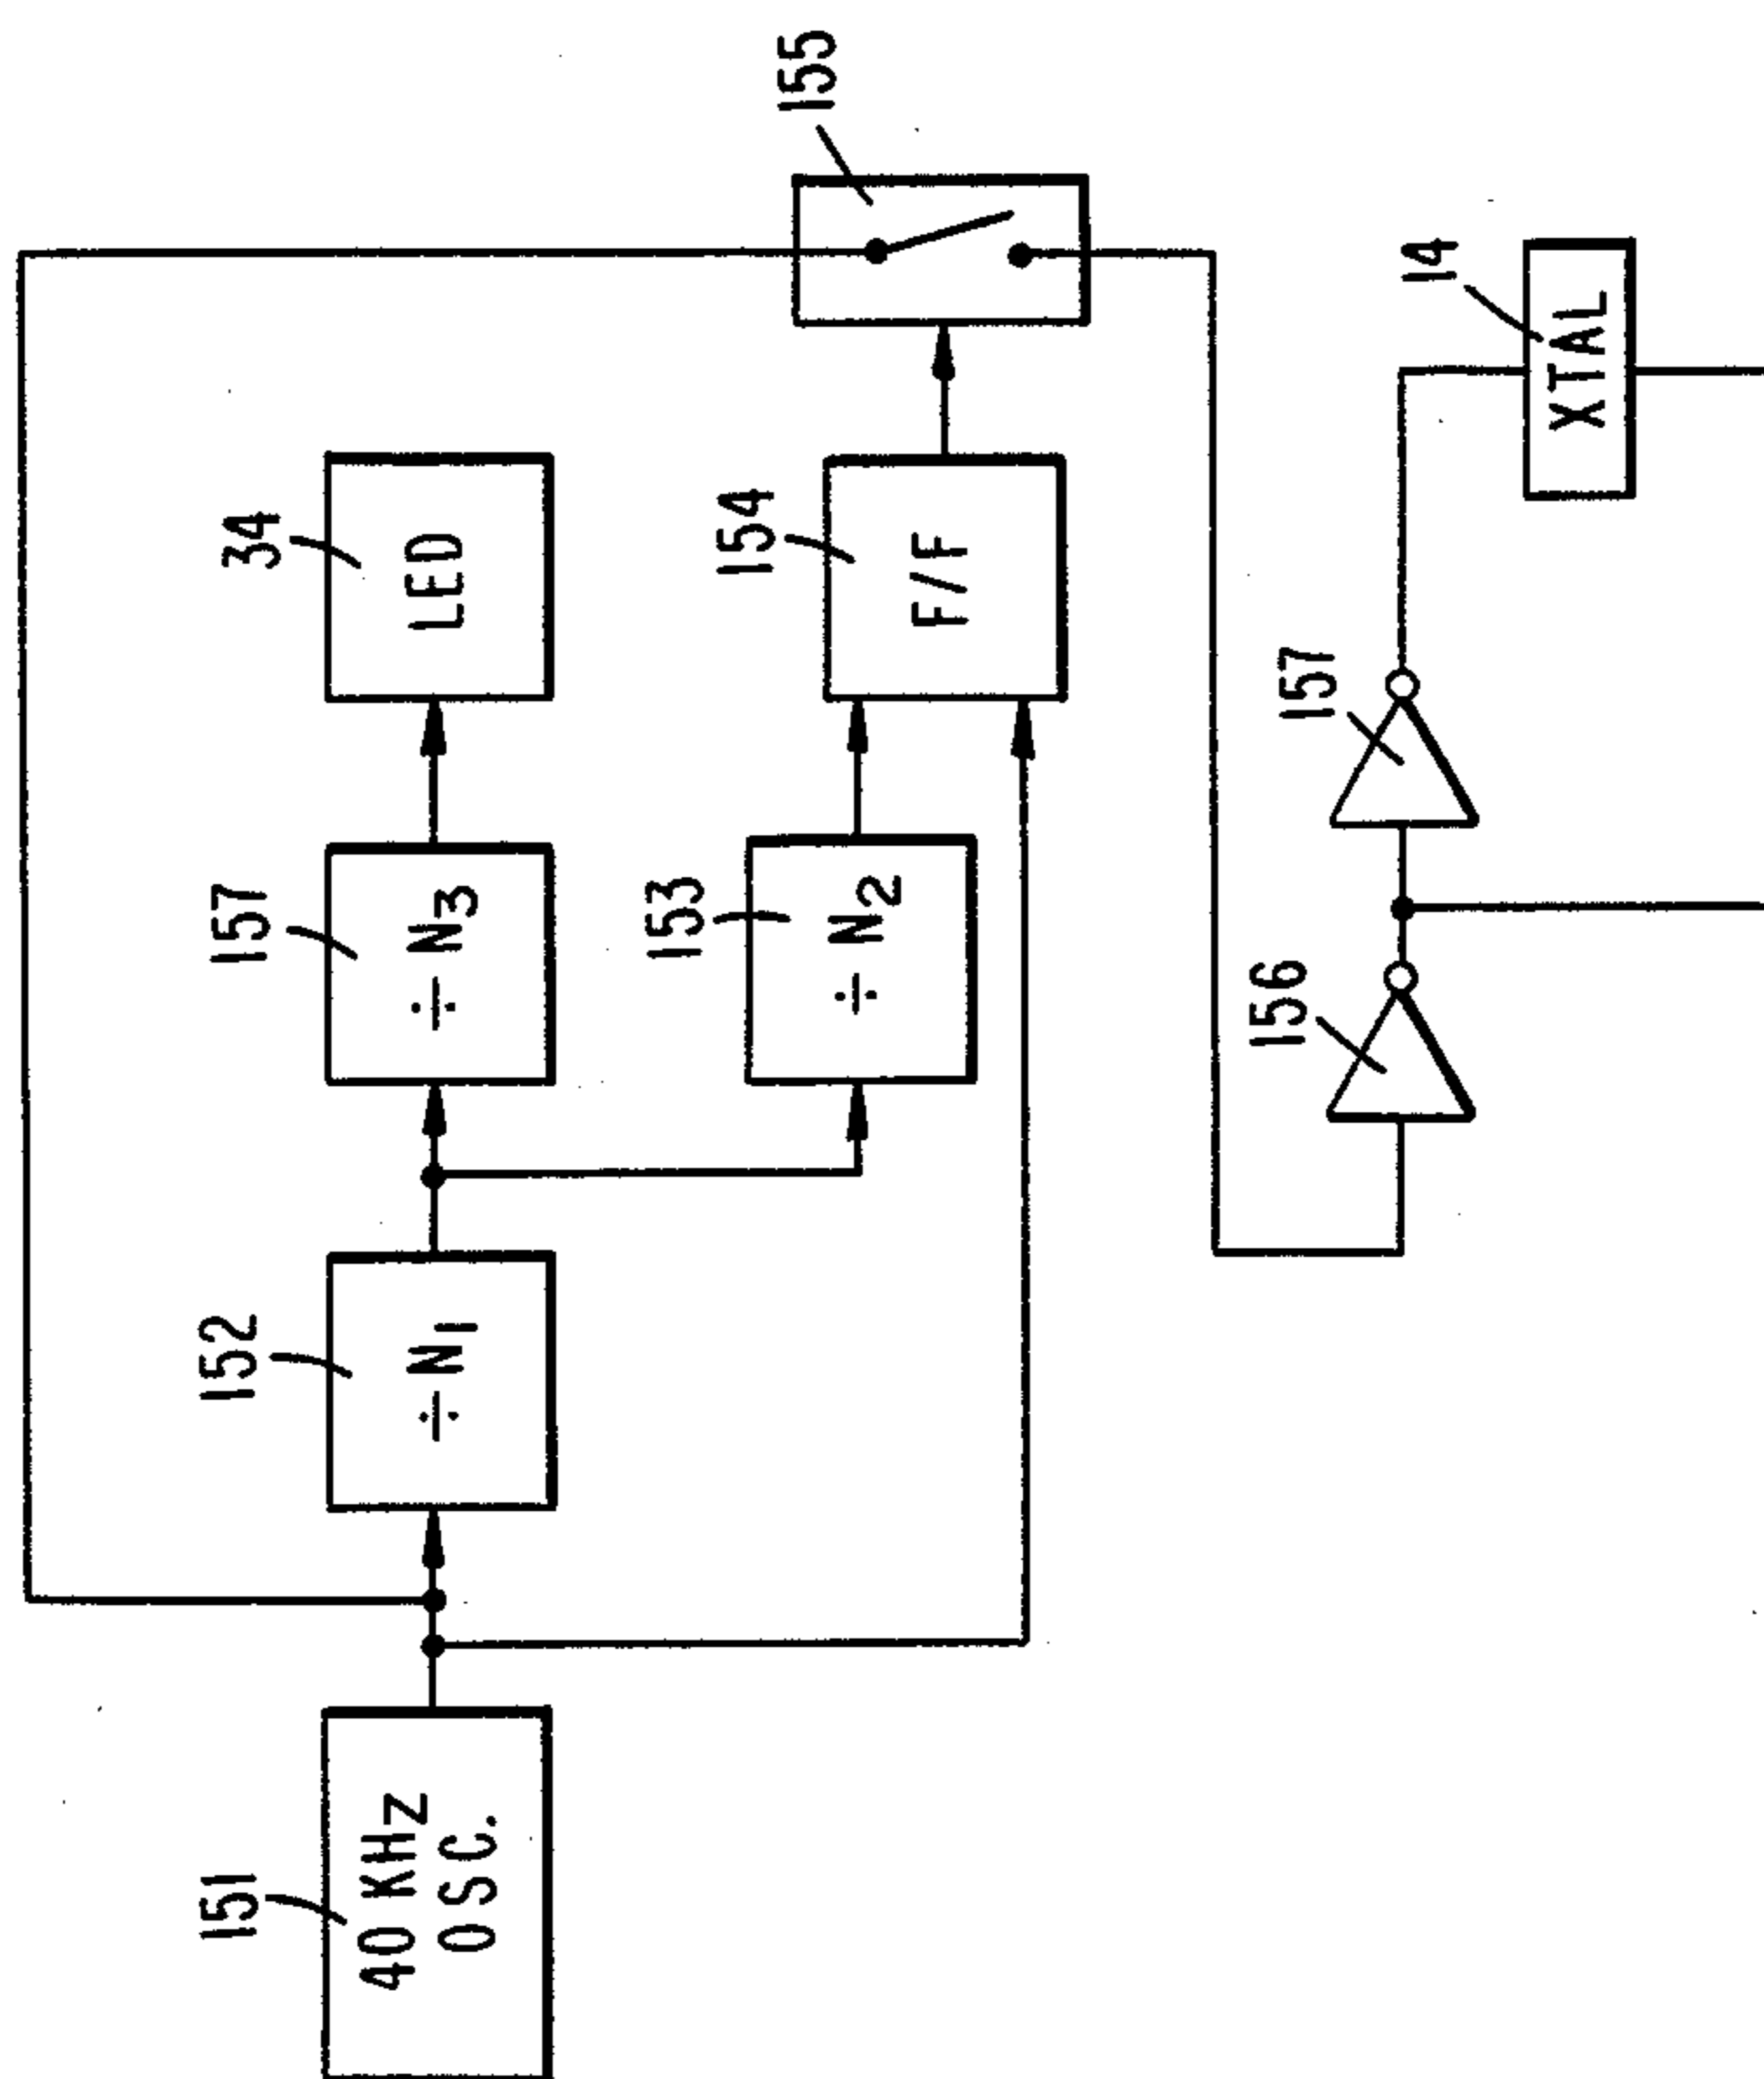 151
40 KHz
OSC.
152
÷ N1
157
÷ N3
34
LED
153
÷ N2
154
F/F
155
156
157
14
XTAL